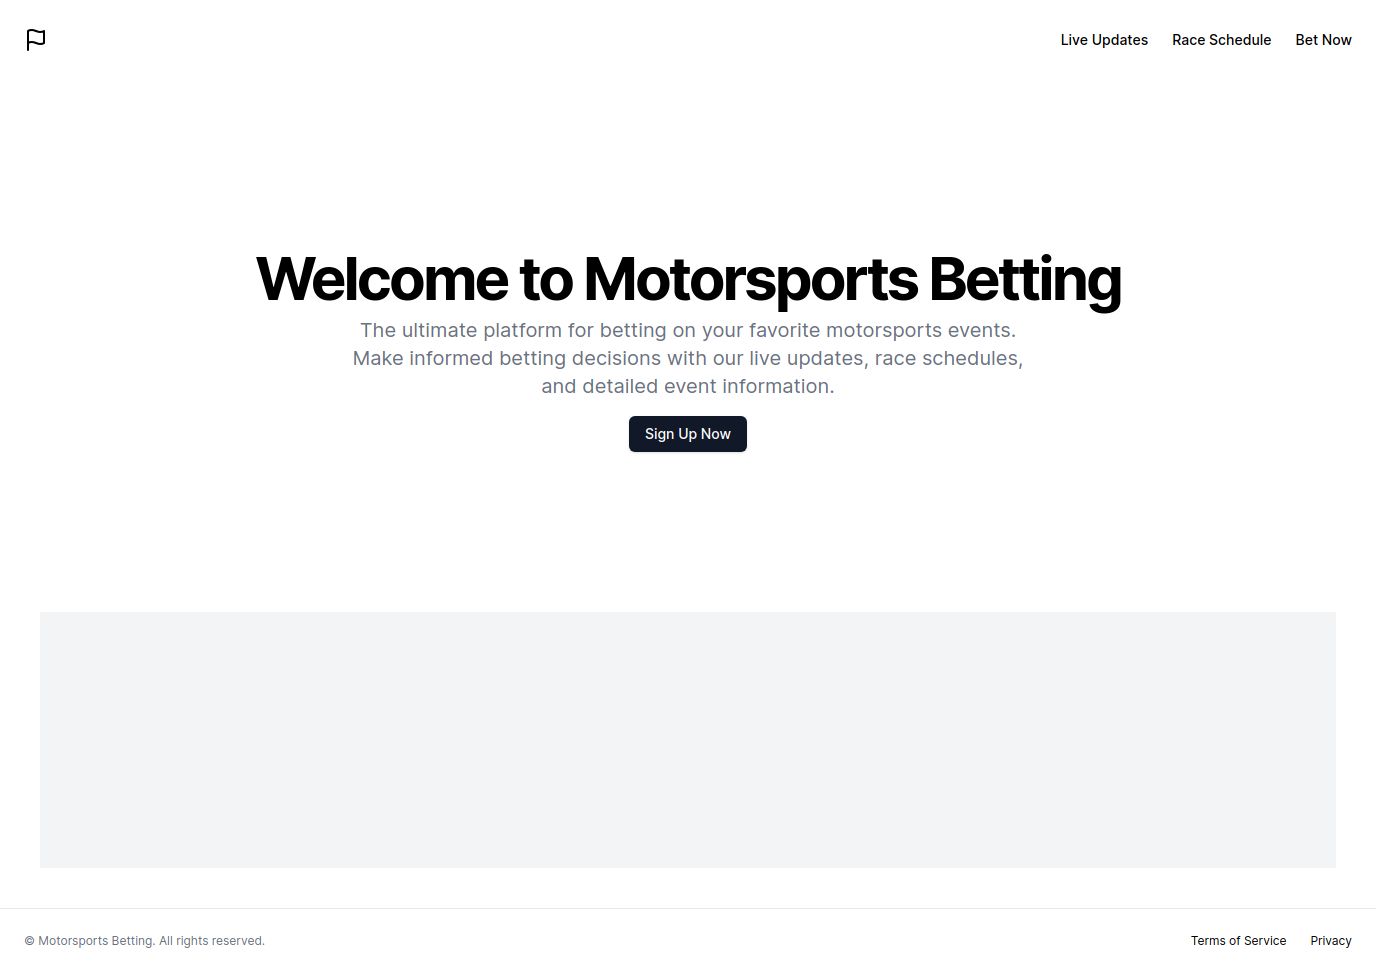 Live Updates Race Schedule Bet Now
Welcome to Motorsports Betting
The ultimate platform for betting on your favorite motorsports events.
Make informed betting decisions with our live updates, race schedules,
and detailed event information.
Sign Up Now
© Motorsports Betting. All rights reserved. Terms of Service Privacy